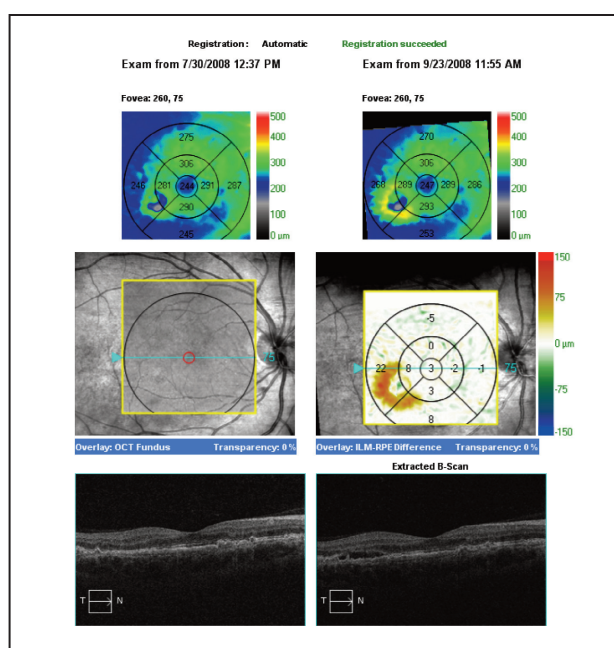 Registration: Automatic Registration succeeded
Exam from 7/30/2008 12:37 PM Exam from 9/23/2008 11:55 AM
Fovea: 260, 75 Fovea: 260, 75
500
400
300
200
100
0 µm
275
306
246 281 244 291 287
290
245
500
400
300
200
100
0 µm
270
306
268 289 247 289 286
293
253
75
Overlay: OCT Fundus Transparency: 0 %
150
75
0 µm
-75
-150
-5
0
22 8 3 -2 -1
3
8
75
Overlay: ILM-RPE Difference Transparency: 0 %
Extracted B-Scan
T N
T N